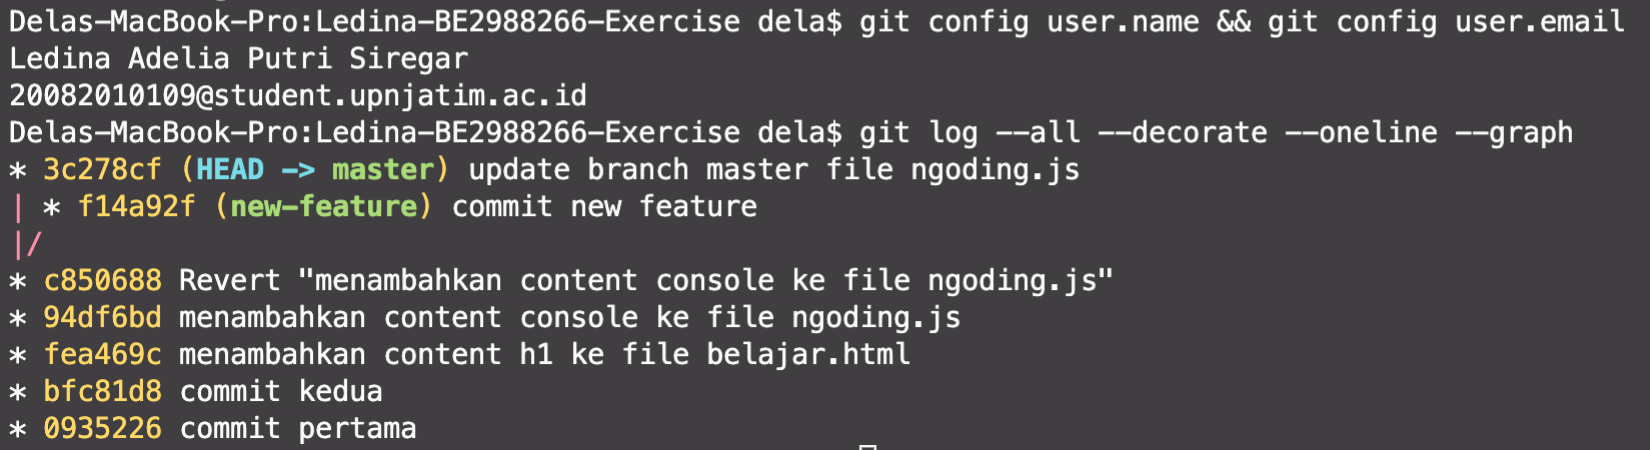 Delas-MacBook-Pro:Ledina-BE2988266-Exercise dela$ git config user.name && git config user.email
Ledina Adelia Putri Siregar
20082010109@student.upnjatim.ac.id
Delas-MacBook-Pro:Ledina-BE2988266-Exercise dela$ git log --all --decorate --oneline --graph
* 3c278cf (HEAD -> master) update branch master file ngoding.js
| * f14a92f (new-feature) commit new feature
|/
* c850688 Revert "menambahkan content console ke file ngoding.js"
* 94df6bd menambahkan content console ke file ngoding.js
* fea469c menambahkan content h1 ke file belajar.html
* bfc81d8 commit kedua
* 0935226 commit pertama